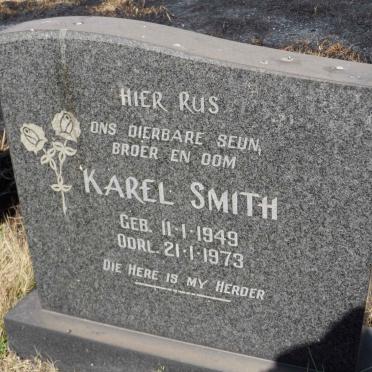 HIER RUS
ONS DIERBARE SEUN,
BROER EN OOM
KAREL SMITH
GEB. 11-1-1949
OORL. 21-1-1973
DIE HERE IS MY HERDER